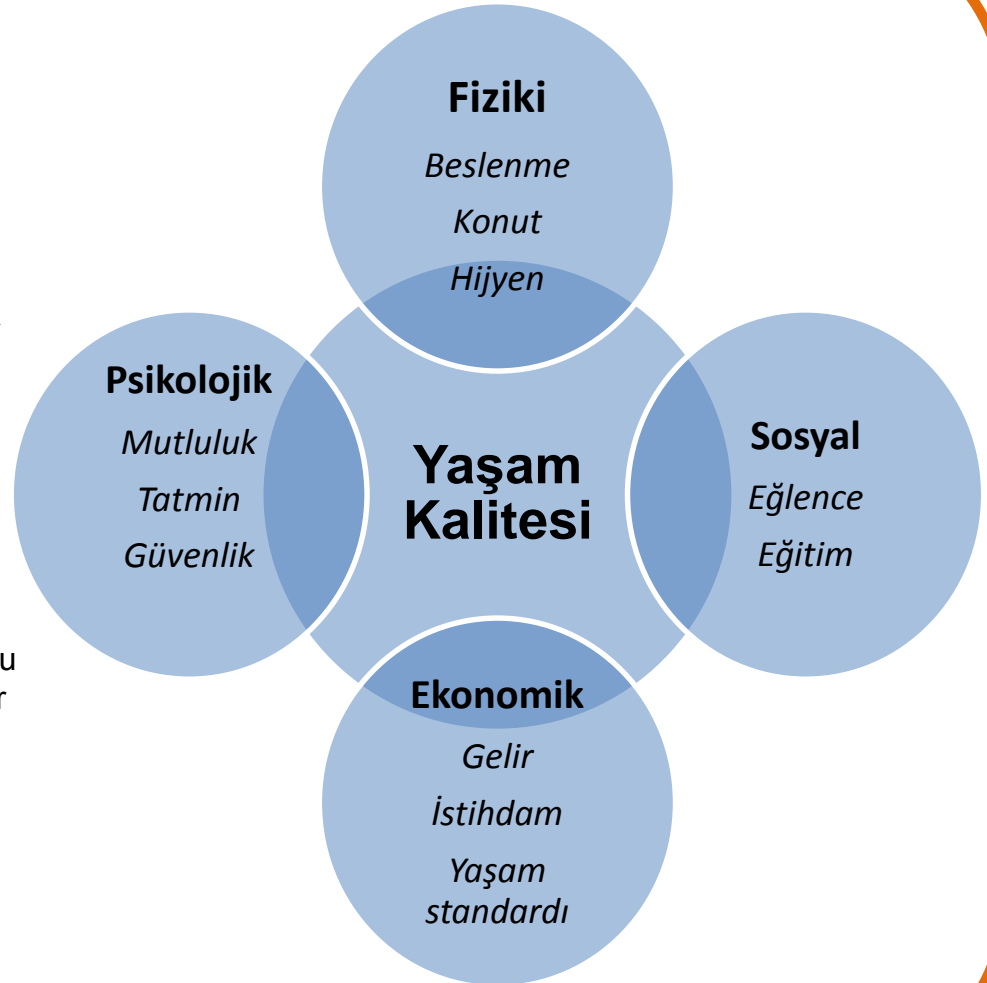 Fiziki
Beslenme
Konut
Hijyen
Psikolojik
Mutluluk
Tatmin
Güvenlik
Yaşam
Kalitesi
Sosyal
Eğlence
Eğitim
Ekonomik
Gelir
İstihdam
Yaşam
standardı
u
r